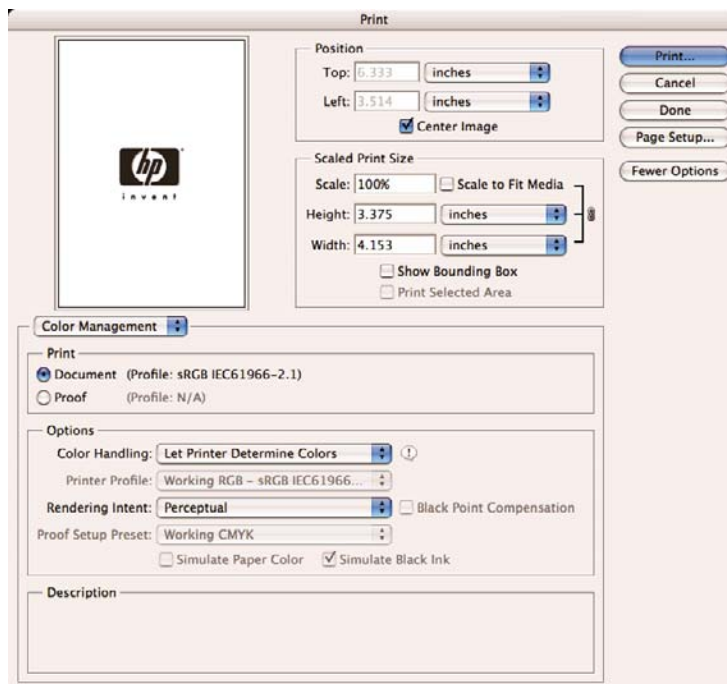 Print
hp
invent
Position
Top: 6.333 inches
Left: 3.514 inches
Center Image
Scaled Print Size
Scale: 100% Scale to Fit Media
Height: 3.375 inches
Width: 4.153 inches
Show Bounding Box
Print Selected Area
Print...
Cancel
Done
Page Setup...
Fewer Options
Color Management
Print
Document (Profile: sRGB IEC61966-2.1)
Proof (Profile: N/A)
Options
Color Handling: Let Printer Determine Colors
Printer Profile: Working RGB - sRGB IEC61966...
Rendering Intent: Perceptual Black Point Compensation
Proof Setup Preset: Working CMYK
Simulate Paper Color Simulate Black Ink
Description